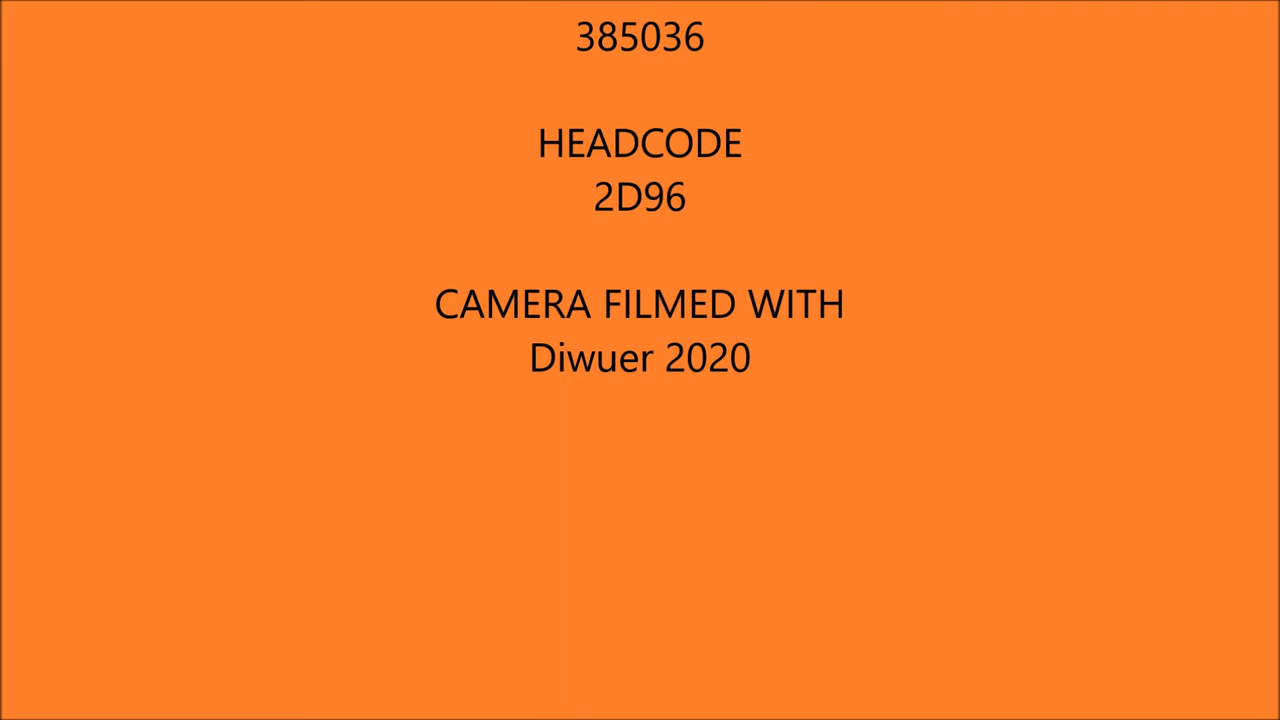 385036
HEADCODE
2D96
CAMERA FILMED WITH
Diwuer 2020